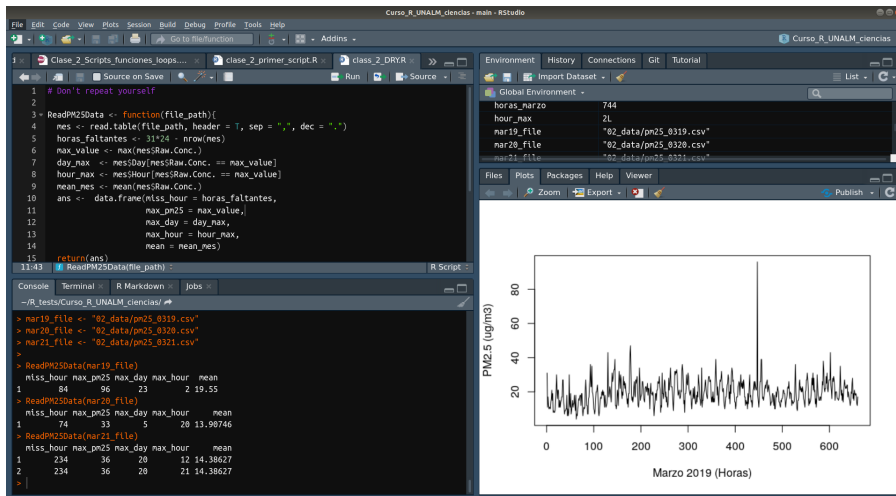 Curso_R_UNALM_ciencias - main - RStudio
File Edit Code View Plots Session Build Debug Profile Tools Help
Go to file/function
Addins
Curso_R_UNALM_ciencias
Clase_2_Scripts_funciones_loops....
class_2_primer_script.R
class_2_DRY.R
Source on Save
Run
Source
1 # Don't repeat yourself
2
3 ReadPM25Data <- function(file_path){
4 mes <- read.table(file_path, header = T, sep = ",", dec = ".")
5 horas_faltantes <- 31*24 - nrow(mes)
6 max_value <- max(mes$Raw.Conc.)
7 day_max <- mes$Day[mes$Raw.Conc. == max_value]
8 hour_max <- mes$Hour[mes$Raw.Conc. == max_value]
9 mean_mes <- mean(mes$Raw.Conc.)
10 ans <- data.frame(miss_hour = horas_faltantes,
11 max_pm25 = max_value,
12 max_day = day_max,
13 max_hour = hour_max,
14 mean = mean_mes)
15 return(ans)
11:43 ReadPM25Data(file_path) R Script
Console Terminal R Markdown Jobs
~/R_tests/Curso_R_UNALM_ciencias/
> mar19_file <- "02_data/pm25_0319.csv"
> mar20_file <- "02_data/pm25_0320.csv"
> mar21_file <- "02_data/pm25_0321.csv"
>
> ReadPM25Data(mar19_file)
miss_hour max_pm25 max_day max_hour mean
1 84 96 23 2 19.55
> ReadPM25Data(mar20_file)
miss_hour max_pm25 max_day max_hour mean
1 74 33 5 20 13.90746
> ReadPM25Data(mar21_file)
miss_hour max_pm25 max_day max_hour mean
1 234 36 20 12 14.38627
2 234 36 20 21 14.38627
>
Environment History Connections Git Tutorial
Import Dataset
List
Global Environment
horas_marzo 744
hour_max 2L
mar19_file "02_data/pm25_0319.csv"
mar20_file "02_data/pm25_0320.csv"
mar21_file "02_data/pm25_0321.csv"
Files Plots Packages Help Viewer
Zoom Export Publish
PM2.5 (ug/m3)
80
60
40
20
0 100 200 300 400 500 600
Marzo 2019 (Horas)